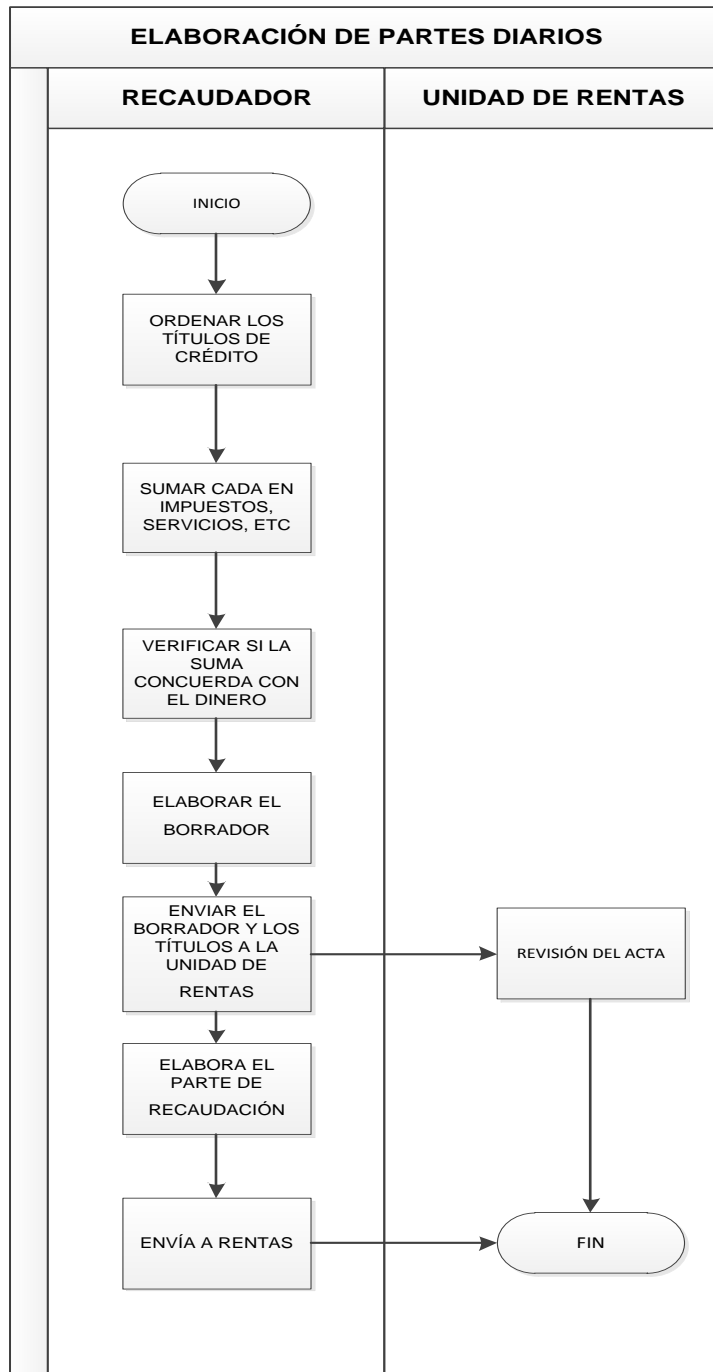 ELABORACIÓN DE PARTES DIARIOS
RECAUDADOR
UNIDAD DE RENTAS
INICIO
ORDENAR LOS
TÍTULOS DE
CRÉDITO
SUMAR CADA EN
IMPUESTOS,
SERVICIOS, ETC
VERIFICAR SI LA
SUMA
CONCUERDA CON
EL DINERO
ELABORAR EL
BORRADOR
ENVIAR EL
BORRADOR Y LOS
TÍTULOS A LA
UNIDAD DE
RENTAS
REVISIÓN DEL ACTA
ELABORA EL
PARTE DE
RECAUDACIÓN
ENVÍA A RENTAS
FIN